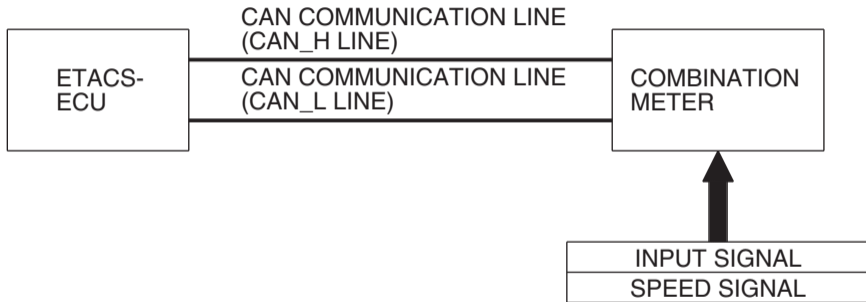 CAN COMMUNICATION LINE
(CAN_H LINE)
ETACS-
ECU
CAN COMMUNICATION LINE
(CAN_L LINE)
COMBINATION
METER
INPUT SIGNAL
SPEED SIGNAL